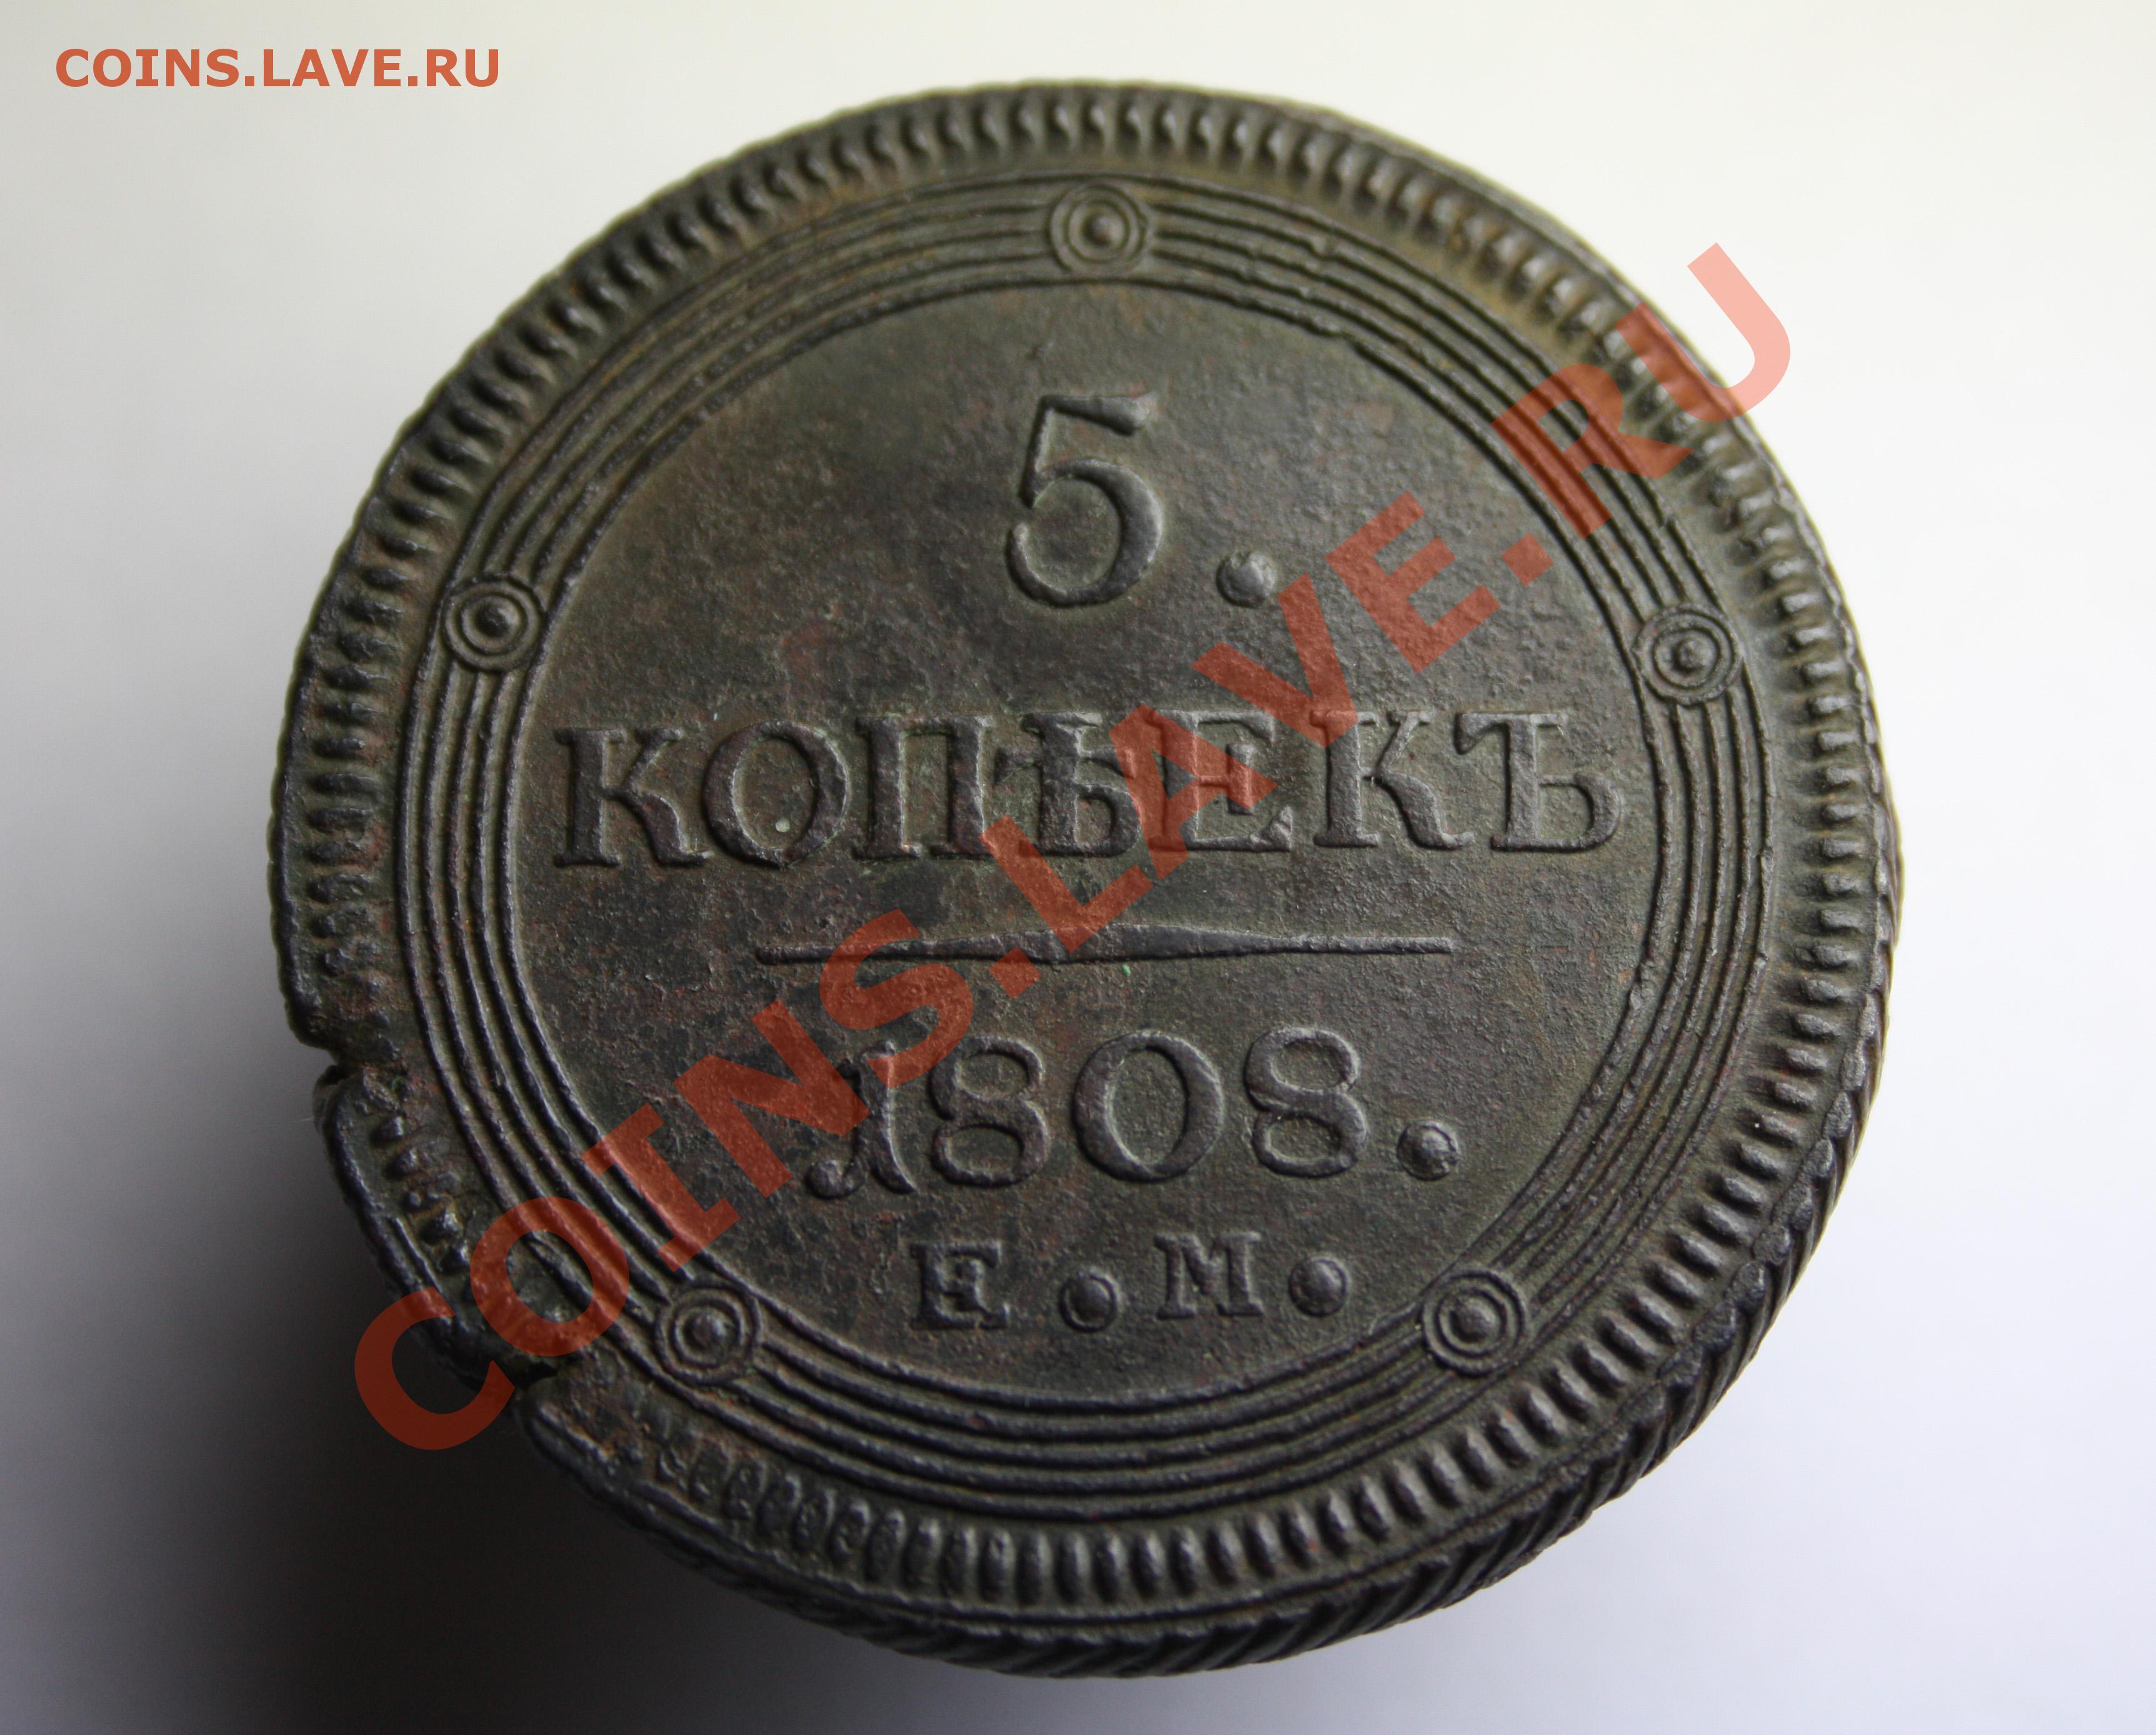 COINS.LAVE.RU
5.
КОПѢЕКЪ
1808.
Е.М.
COINS.LAVE.RU